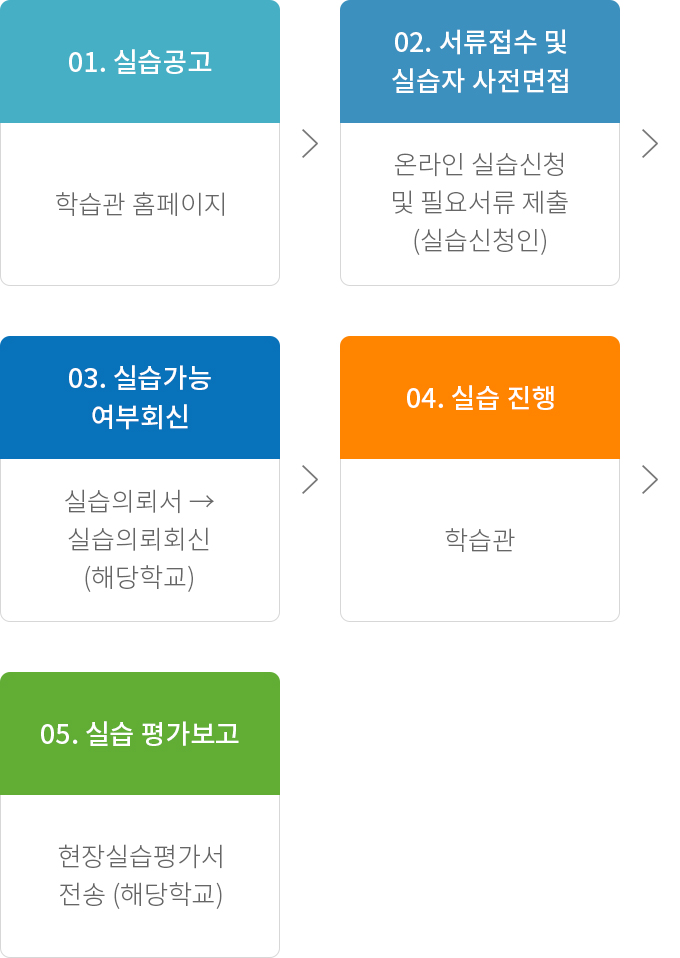 01. 실습공고
학습관 홈페이지
02. 서류접수 및
실습자 사전면접
온라인 실습신청
및 필요서류 제출
(실습신청인)
03. 실습가능
여부회신
실습의뢰서 →
실습의뢰회신
(해당학교)
04. 실습 진행
학습관
05. 실습 평가보고
현장실습평가서
전송 (해당학교)